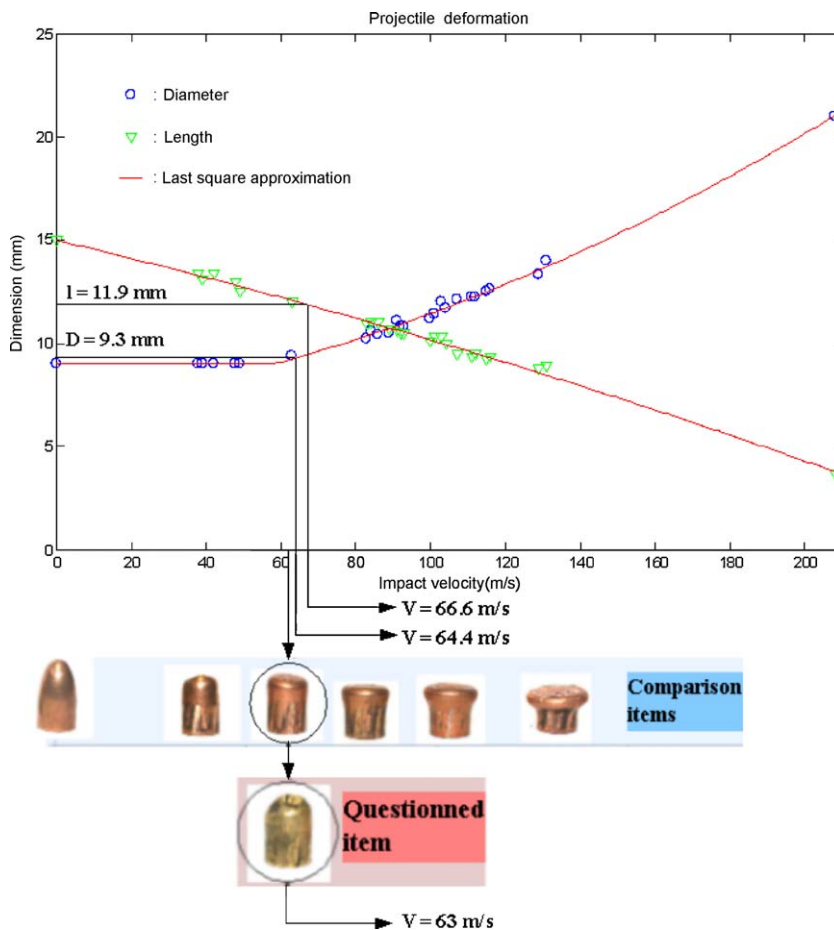 Projectile deformation
25
: Diameter
: Length
: Last square approximation
20
15
10
5
0
l = 11.9 mm
D = 9.3 mm
Dimension (mm)
0 20 40 60 80 100 120 140 160 180 200
Impact velocity(m/s)
V = 66.6 m/s
V = 64.4 m/s
Comparison
items
Questionned
item
V = 63 m/s